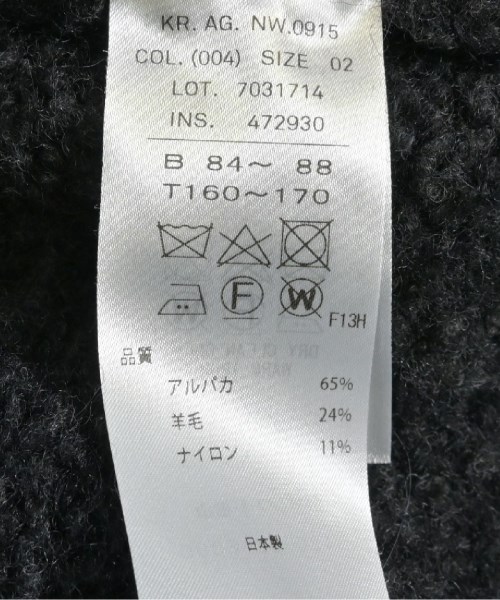 KR. AG. NW.0915
COL. (004) SIZE 02
LOT. 7031714
INS. 472930
B 84～ 88
T160～170
F W F13H
品質
アルパカ 65%
羊毛 24%
ナイロン 11%
日本製